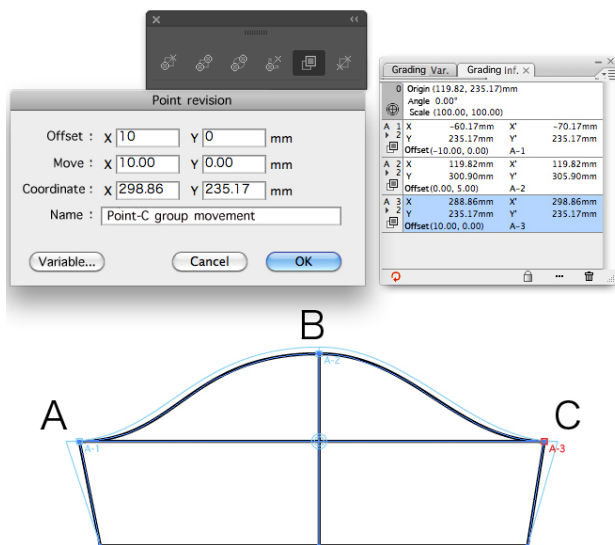 Point revision
Offset : X 10 Y 0 mm
Move : X 10.00 Y 0.00 mm
Coordinate : X 298.86 Y 235.17 mm
Name : Point-C group movement
Variable... Cancel OK
Grading Var. Grading Inf. ×
0 Origin (119.82, 235.17)mm
Angle 0.00°
Scale (100.00, 100.00)
A 1 X -60.17mm X' -70.17mm
2 Y 235.17mm Y' 235.17mm
Offset(-10.00, 0.00) A-1
A 2 X 119.82mm X' 119.82mm
2 Y 300.90mm Y' 305.90mm
Offset(0.00, 5.00) A-2
A 3 X 288.86mm X' 298.86mm
2 Y 235.17mm Y' 235.17mm
Offset(10.00, 0.00) A-3
B
A-2
A
C
A-1
A-3